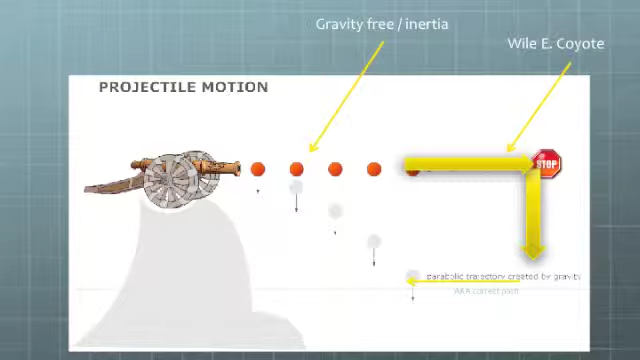 Gravity free / inertia
Wile E. Coyote
PROJECTILE MOTION
STOP
parabolic trajectory created by gravity
AKA correct path